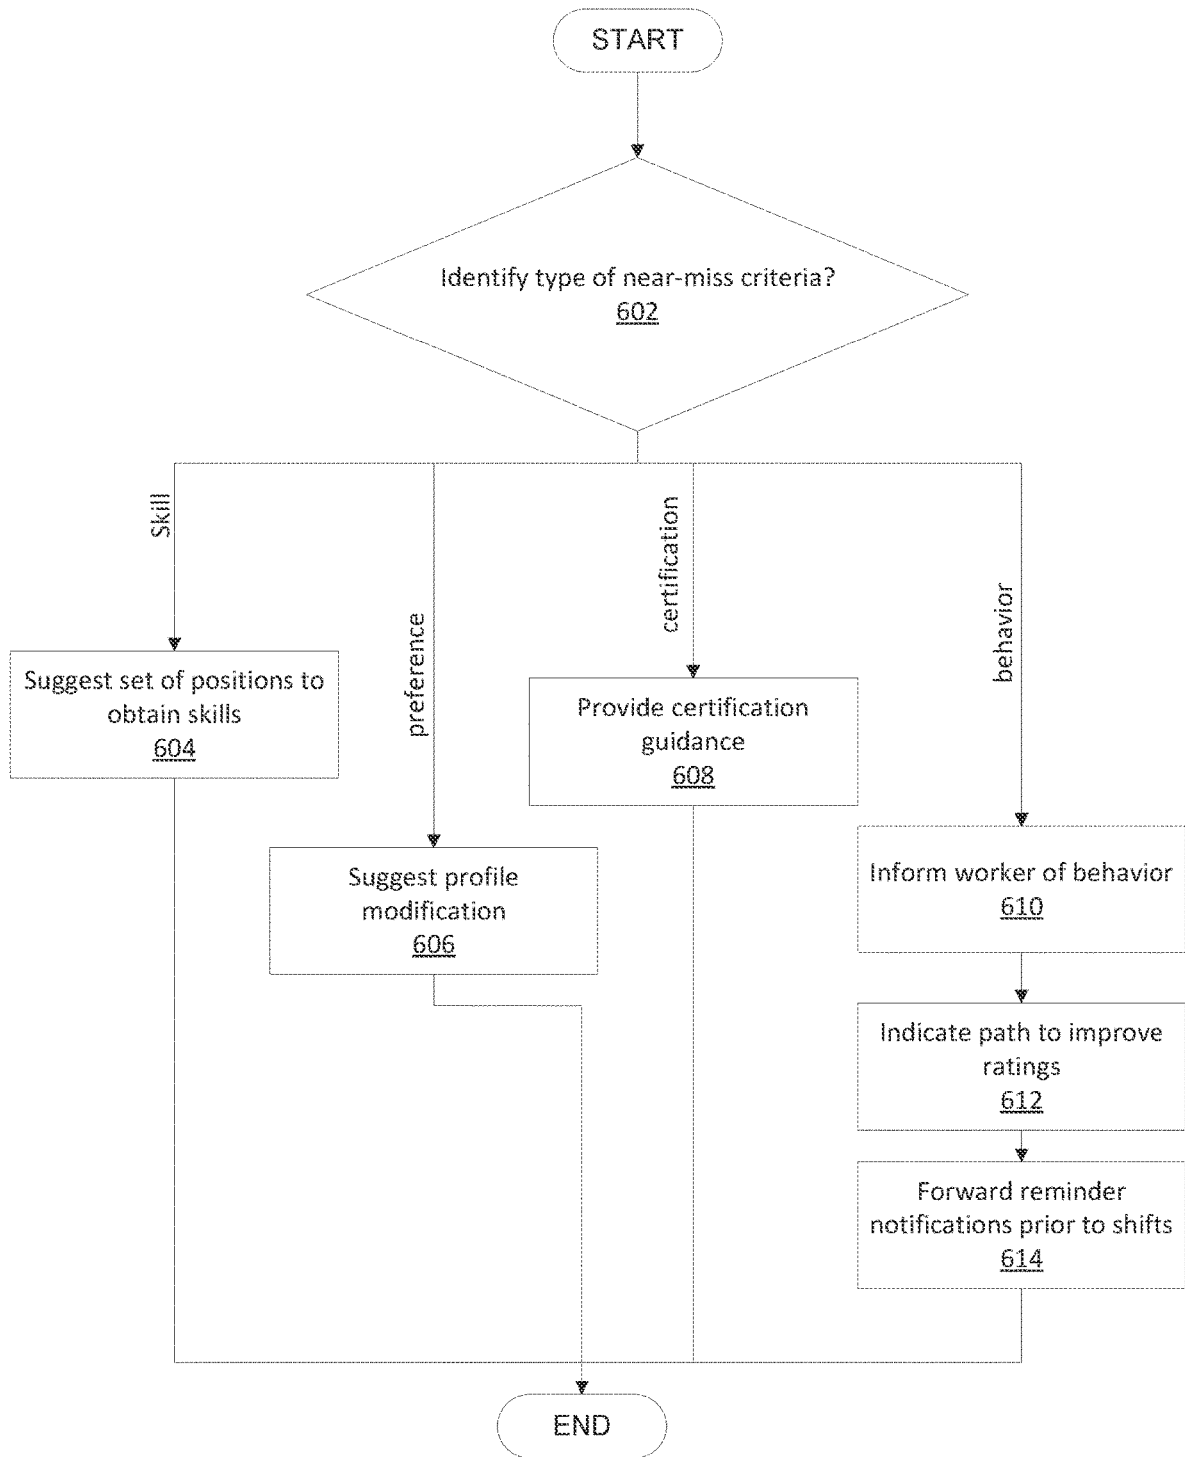 START
Identify type of near-miss criteria?
602
Skill
preference
certification
behavior
Suggest set of positions to
obtain skills
604
Provide certification
guidance
608
Suggest profile
modification
606
Inform worker of behavior
610
Indicate path to improve
ratings
612
Forward reminder
notifications prior to shifts
614
END